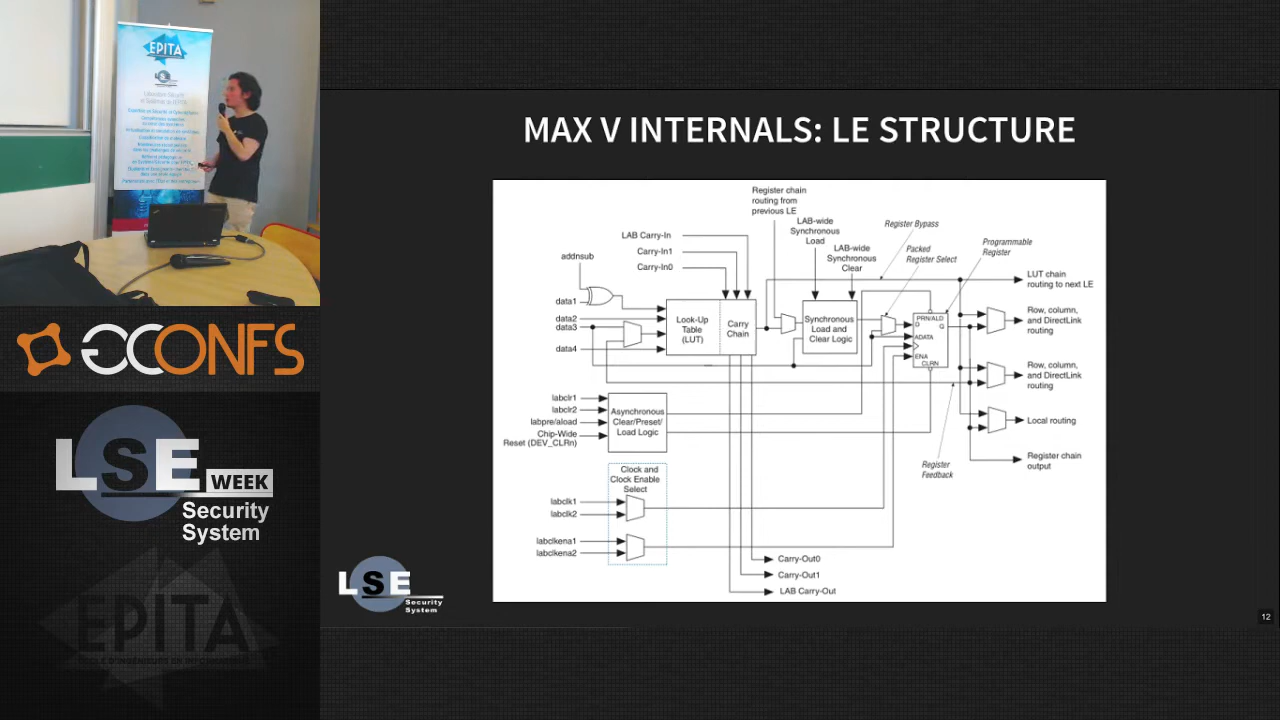 EPITA
MAX V INTERNALS: LE STRUCTURE
Register chain
routing from
previous LE
LAB-wide
Synchronous
Load
LAB-wide
Synchronous
Clear
Register Bypass
Packed
Register Select
Programmable
Register
LAB Carry-In
Carry-In1
Carry-In0
addnsub
data1
data2
data3
data4
Look-Up
Table
(LUT)
Carry
Chain
Synchronous
Load and
Clear Logic
PRN/ALD
D
Q
ADATA
ENA
CLRN
LUT chain
routing to next LE
Row, column,
and DirectLink
routing
Row, column,
and DirectLink
routing
Local routing
Register chain
output
Register
Feedback
labclr1
labclr2
labpre/aload
Chip-Wide
Reset (DEV_CLRn)
Asynchronous
Clear/Preset/
Load Logic
Clock and
Clock Enable
Select
labclk1
labclk2
labclkena1
labclkena2
Carry-Out0
Carry-Out1
LAB Carry-Out
LSE
Security
System
12
GCONFS
LSE
WEEK
Security
System
EPITA
ÉCOLE D'INGÉNIEURS EN INFORMATIQUE